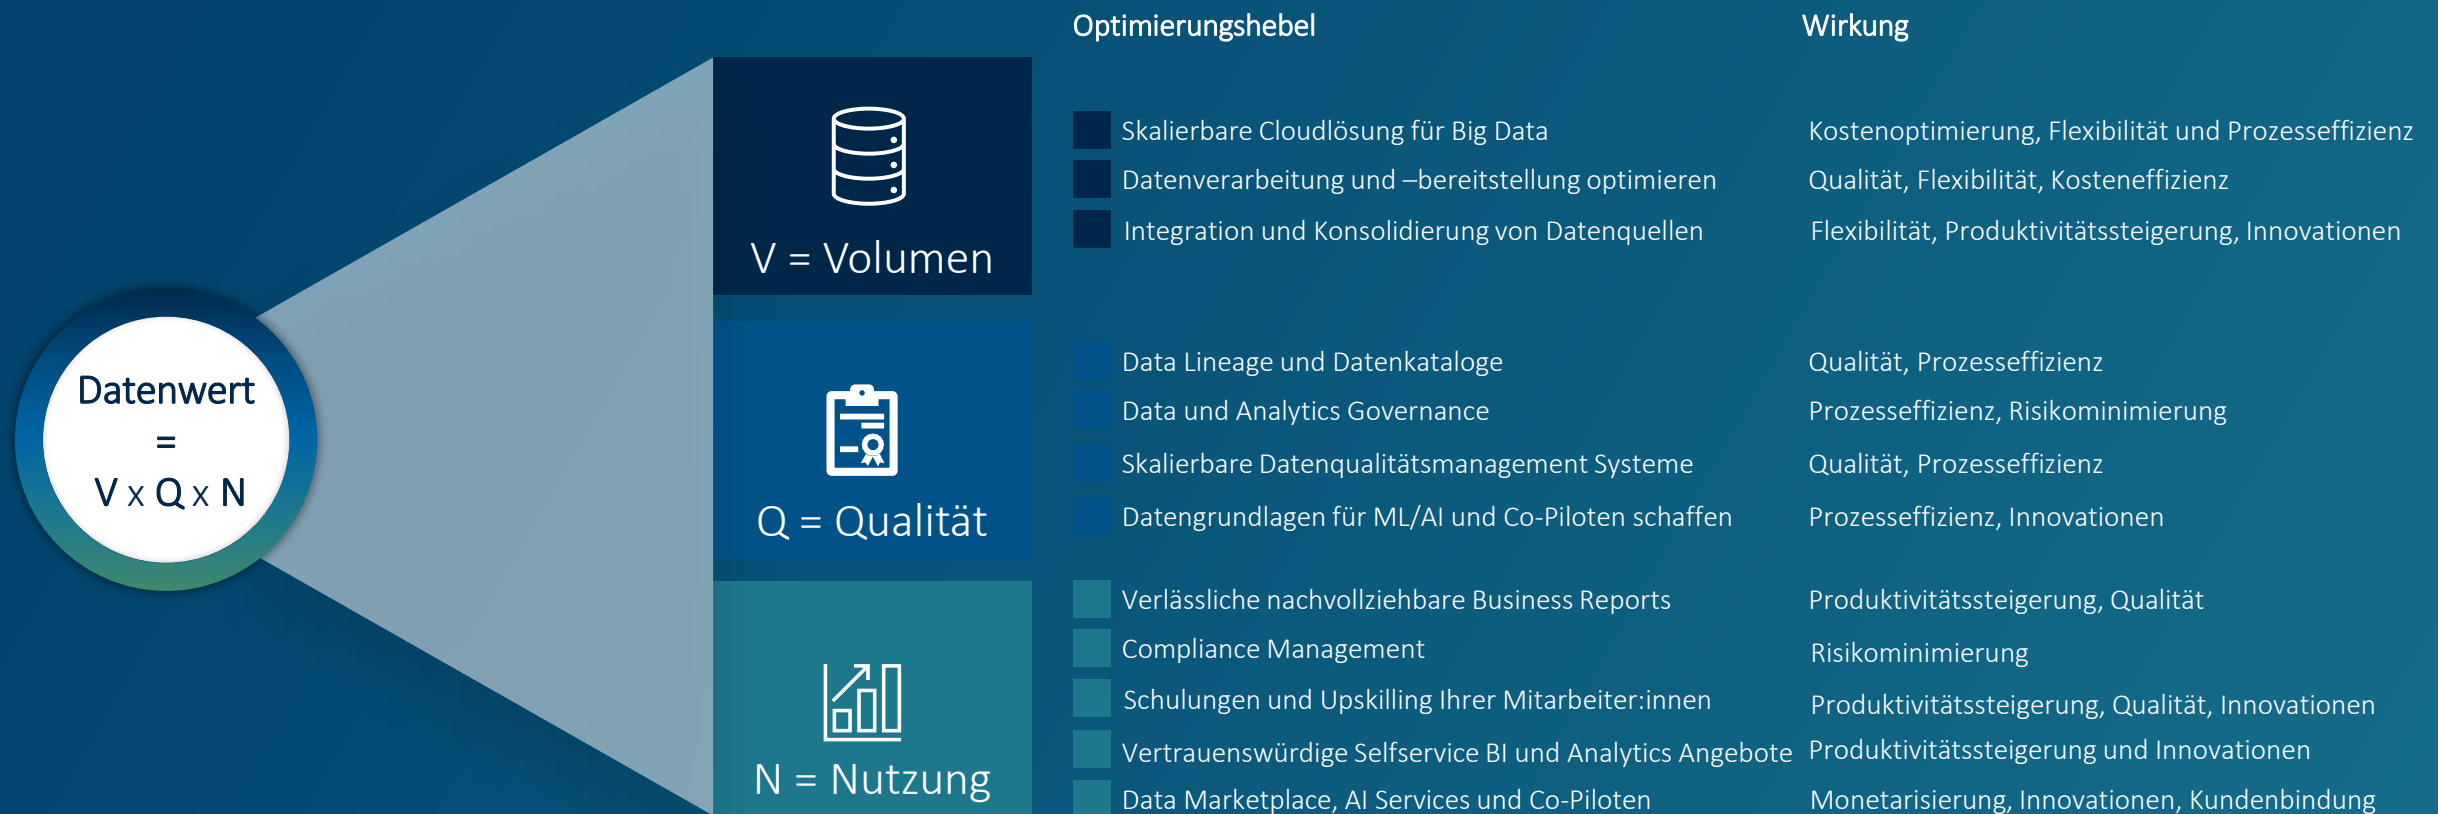 Optimierungshebel
Wirkung
Datenwert
=
V x Q x N
V = Volumen
Skalierbare Cloudlösung für Big Data
Kostenoptimierung, Flexibilität und Prozesseffizienz
Datenverarbeitung und –bereitstellung optimieren
Qualität, Flexibilität, Kosteneffizienz
Integration und Konsolidierung von Datenquellen
Flexibilität, Produktivitätssteigerung, Innovationen
Q = Qualität
Data Lineage und Datenkataloge
Qualität, Prozesseffizienz
Data und Analytics Governance
Prozesseffizienz, Risikominimierung
Skalierbare Datenqualitätsmanagement Systeme
Qualität, Prozesseffizienz
Datengrundlagen für ML/AI und Co-Piloten schaffen
Prozesseffizienz, Innovationen
N = Nutzung
Verlässliche nachvollziehbare Business Reports
Produktivitätssteigerung, Qualität
Compliance Management
Risikominimierung
Schulungen und Upskilling Ihrer Mitarbeiter:innen
Produktivitätssteigerung, Qualität, Innovationen
Vertrauenswürdige Selfservice BI und Analytics Angebote
Produktivitätssteigerung und Innovationen
Data Marketplace, AI Services und Co-Piloten
Monetarisierung, Innovationen, Kundenbindung